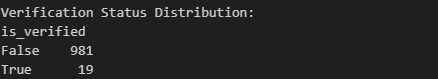 Verification Status Distribution:
is_verified
False    981
True      19